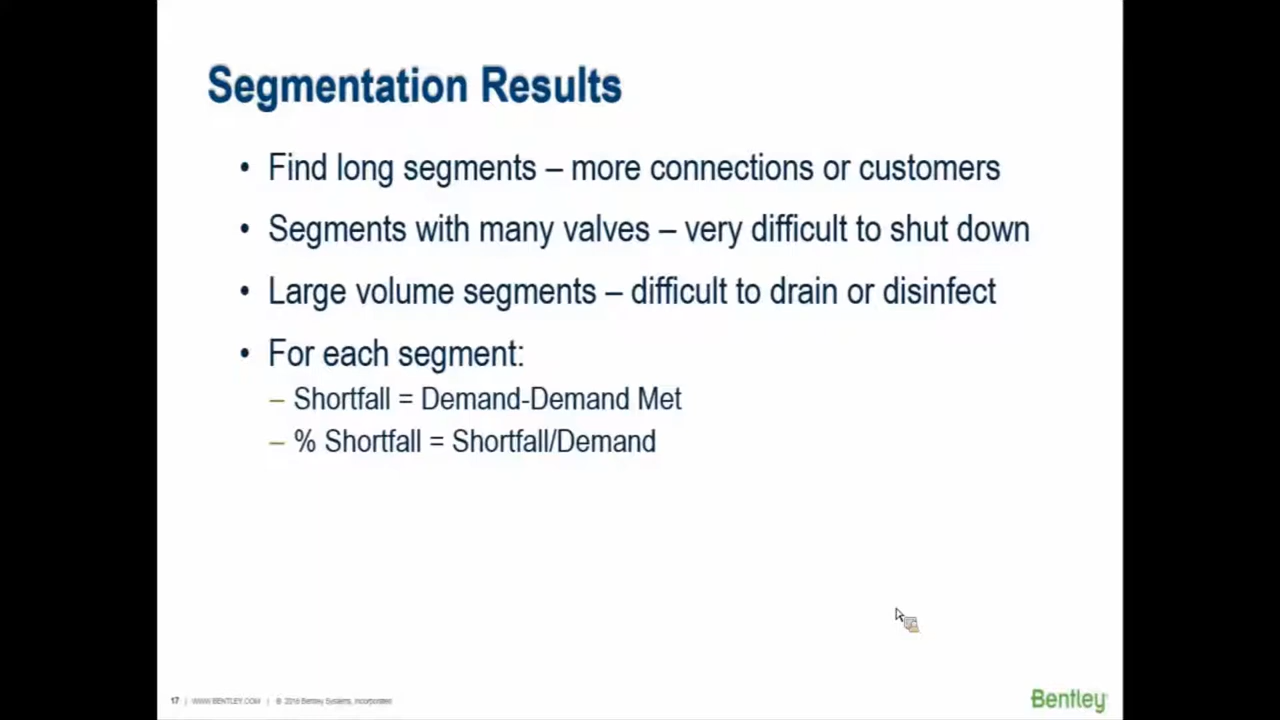 Segmentation Results
• Find long segments – more connections or customers
• Segments with many valves – very difficult to shut down
• Large volume segments – difficult to drain or disinfect
• For each segment:
– Shortfall = Demand-Demand Met
– % Shortfall = Shortfall/Demand
17 | WWW.BENTLEY.COM | © 2016 Bentley Systems, Incorporated
Bentley